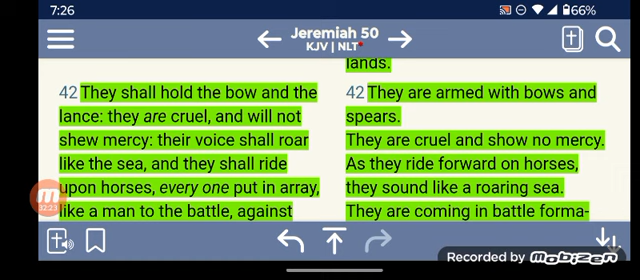 7:26
66%
Jeremiah 50
KJV | NLT
lands.
42 They shall hold the bow and the
lance: they are cruel, and will not
shew mercy: their voice shall roar
like the sea, and they shall ride
upon horses, every one put in array,
like a man to the battle, against
42 They are armed with bows and
spears.
They are cruel and show no mercy.
As they ride forward on horses,
they sound like a roaring sea.
They are coming in battle forma-
M
32:23
Recorded by mobizen